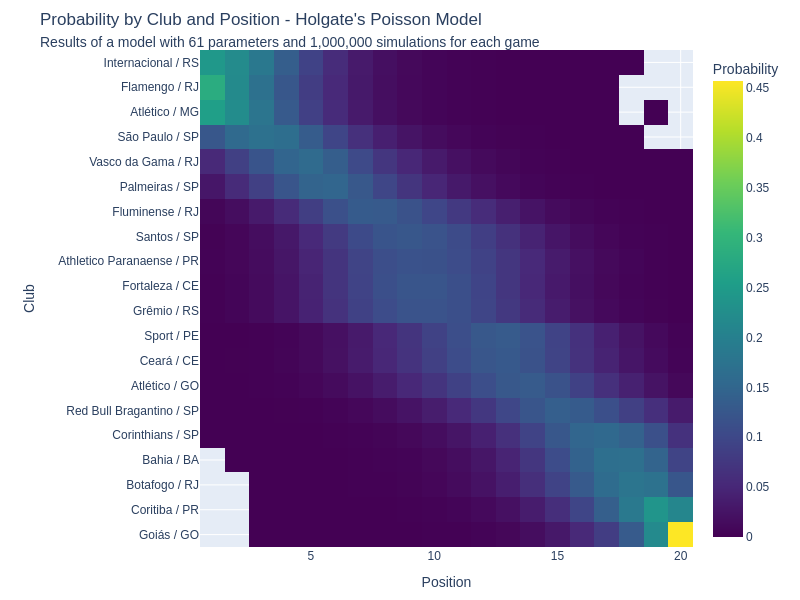 Probability by Club and Position - Holgate's Poisson Model
Results of a model with 61 parameters and 1,000,000 simulations for each game
Probability
Internacional / RS
Flamengo / RJ
Atlético / MG
São Paulo / SP
Vasco da Gama / RJ
Palmeiras / SP
Fluminense / RJ
Santos / SP
Athletico Paranaense / PR
Fortaleza / CE
Grêmio / RS
Sport / PE
Ceará / CE
Atlético / GO
Red Bull Bragantino / SP
Corinthians / SP
Bahia / BA
Botafogo / RJ
Coritiba / PR
Goiás / GO
Club
5
10
15
20
Position
0.45
0.4
0.35
0.3
0.25
0.2
0.15
0.1
0.05
0